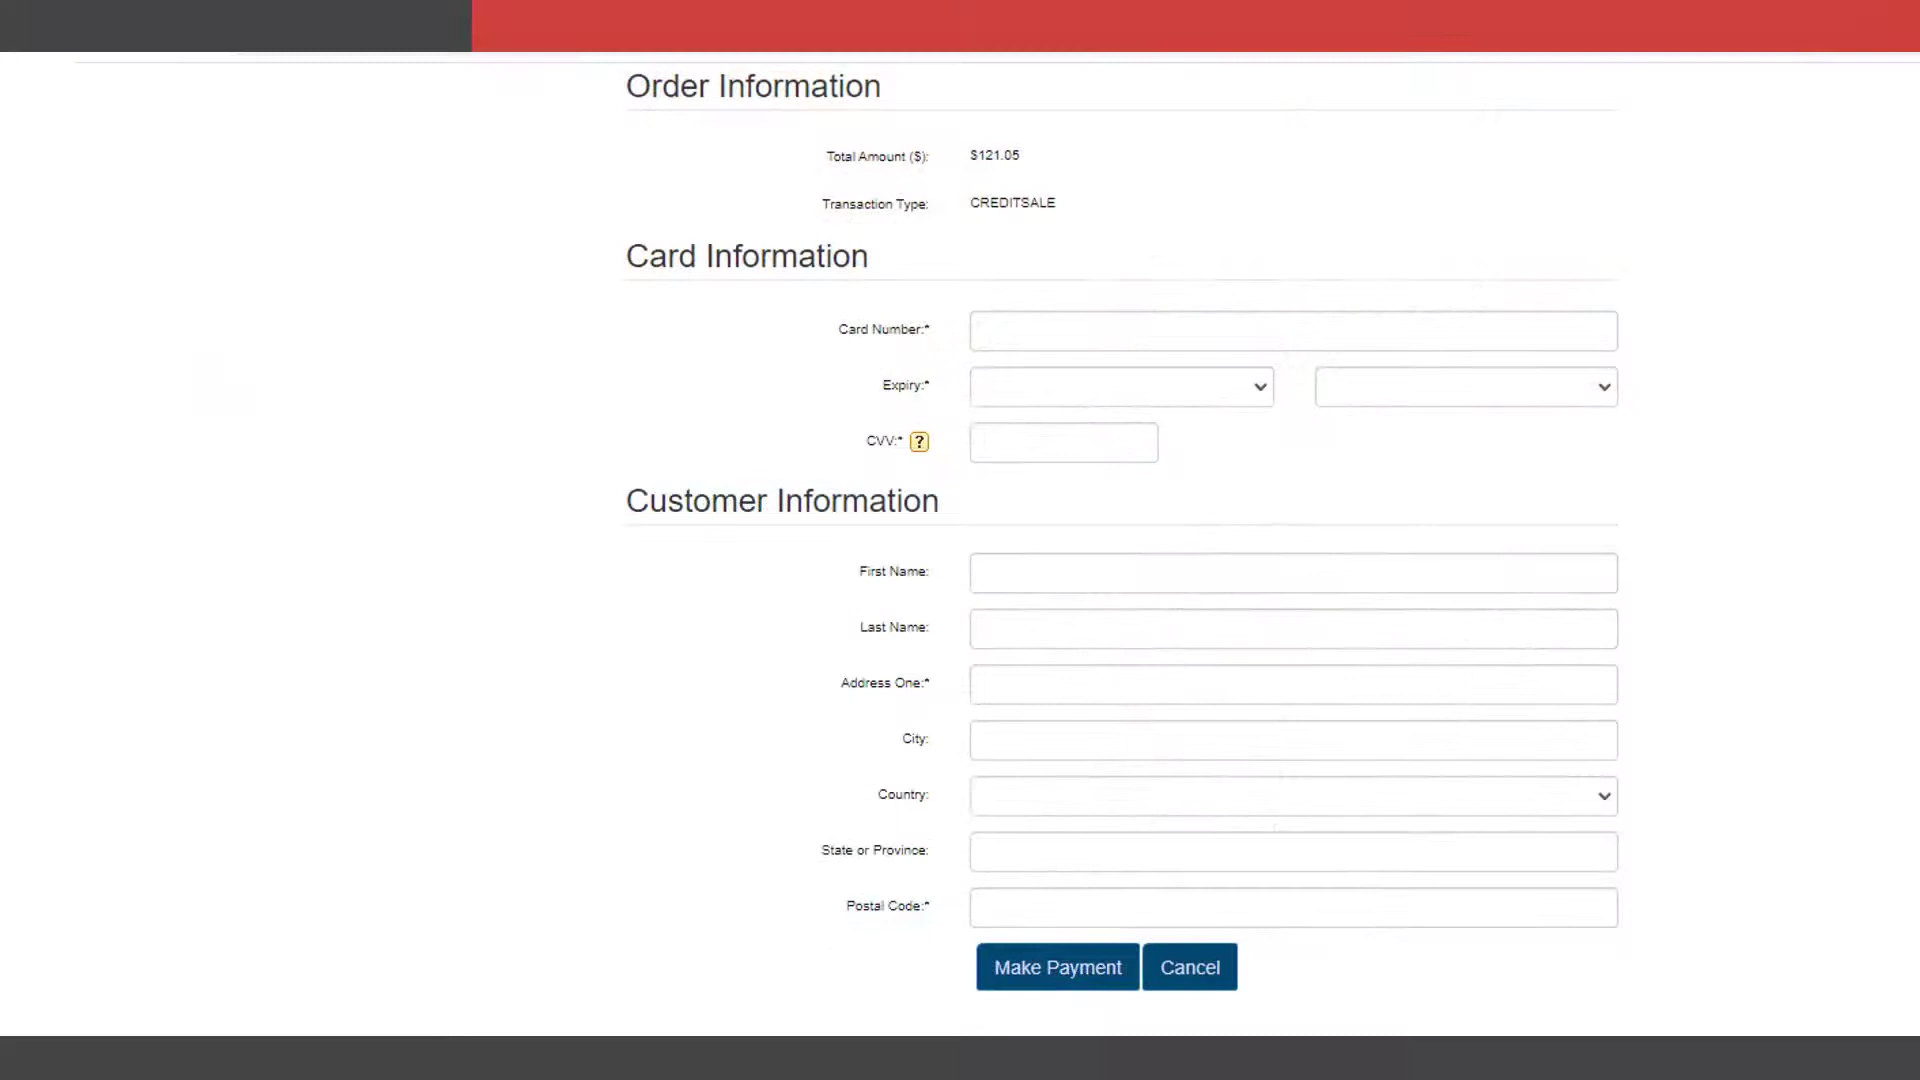 Order Information
Total Amount ($): $121.05
Transaction Type: CREDITSALE
Card Information
Card Number:*
Expiry:*
CVV:* ?
Customer Information
First Name:
Last Name:
Address One:*
City:
Country:
State or Province:
Postal Code:*
Make Payment Cancel